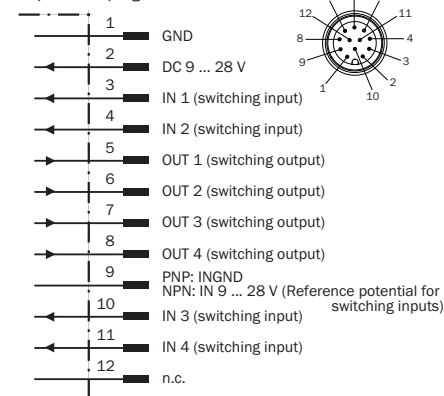 1
GND
2
DC 9 ... 28 V
3
IN 1 (switching input)
4
IN 2 (switching input)
5
OUT 1 (switching output)
6
OUT 2 (switching output)
7
OUT 3 (switching output)
8
OUT 4 (switching output)
9
PNP: INGND
NPN: IN 9 ... 28 V (Reference potential for
switching inputs)
10
IN 3 (switching input)
11
IN 4 (switching input)
12
n.c.
12
11
8
4
9
3
1
2
10